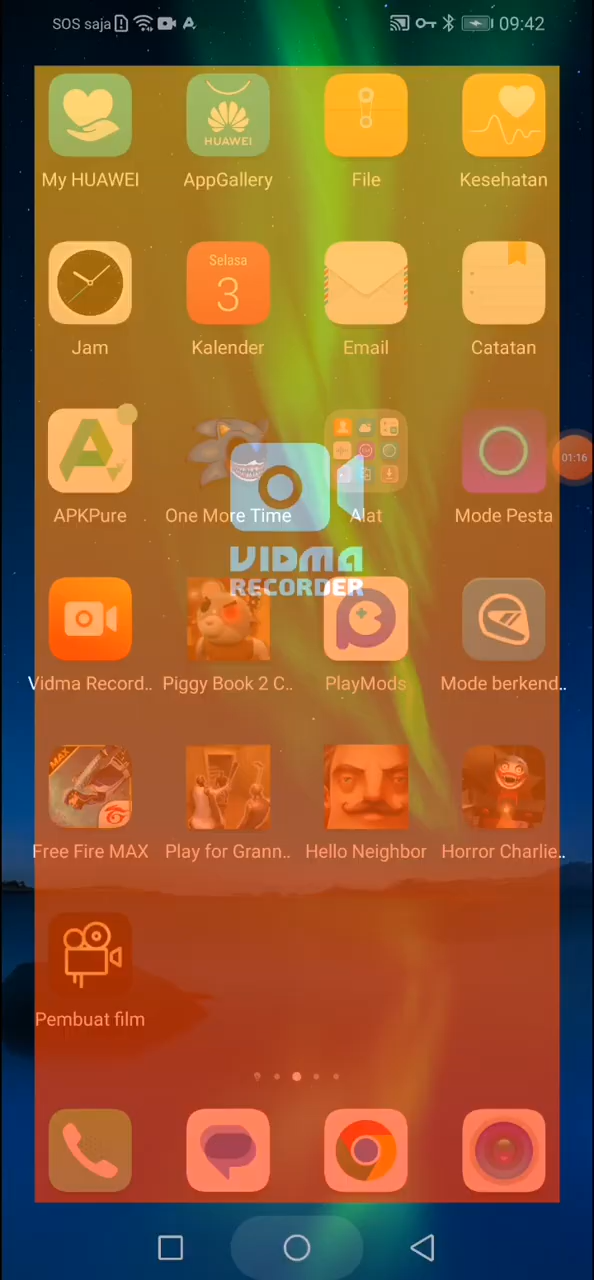 SOS saja 09:42
HUAWEI
My HUAWEI AppGallery File Kesehatan
Selasa
3
Jam Kalender Email Catatan
01:16
APKPure One More Time Alat Mode Pesta
VIDMA
RECORDER
Vidma Record.. Piggy Book 2 C.. PlayMods Mode berkend..
MAX
Free Fire MAX Play for Grann.. Hello Neighbor Horror Charlie..
Pembuat film